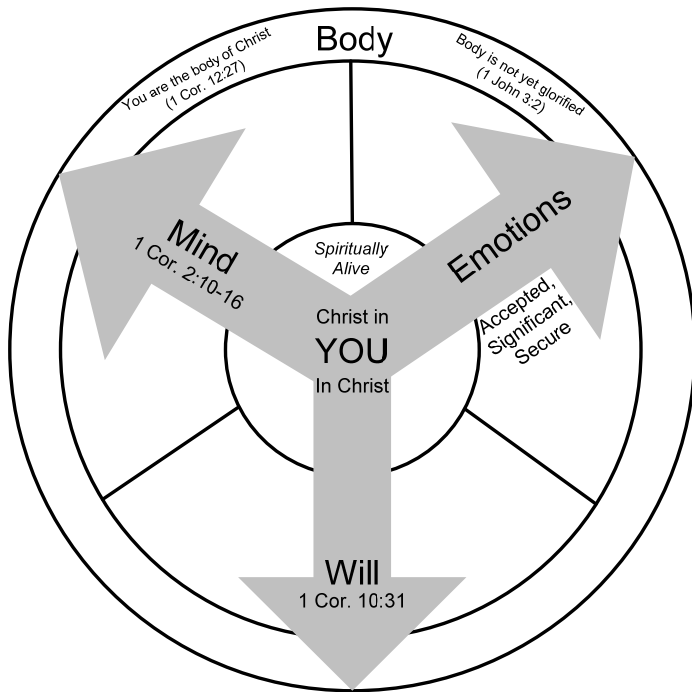 Body
You are the body of Christ
(1 Cor. 12:27)
Body is not yet glorified
(1 John 3:2)
Mind
1 Cor. 2:10-16
Emotions
Accepted,
Significant,
Secure
Spiritually
Alive
Christ in
YOU
In Christ
Will
1 Cor. 10:31